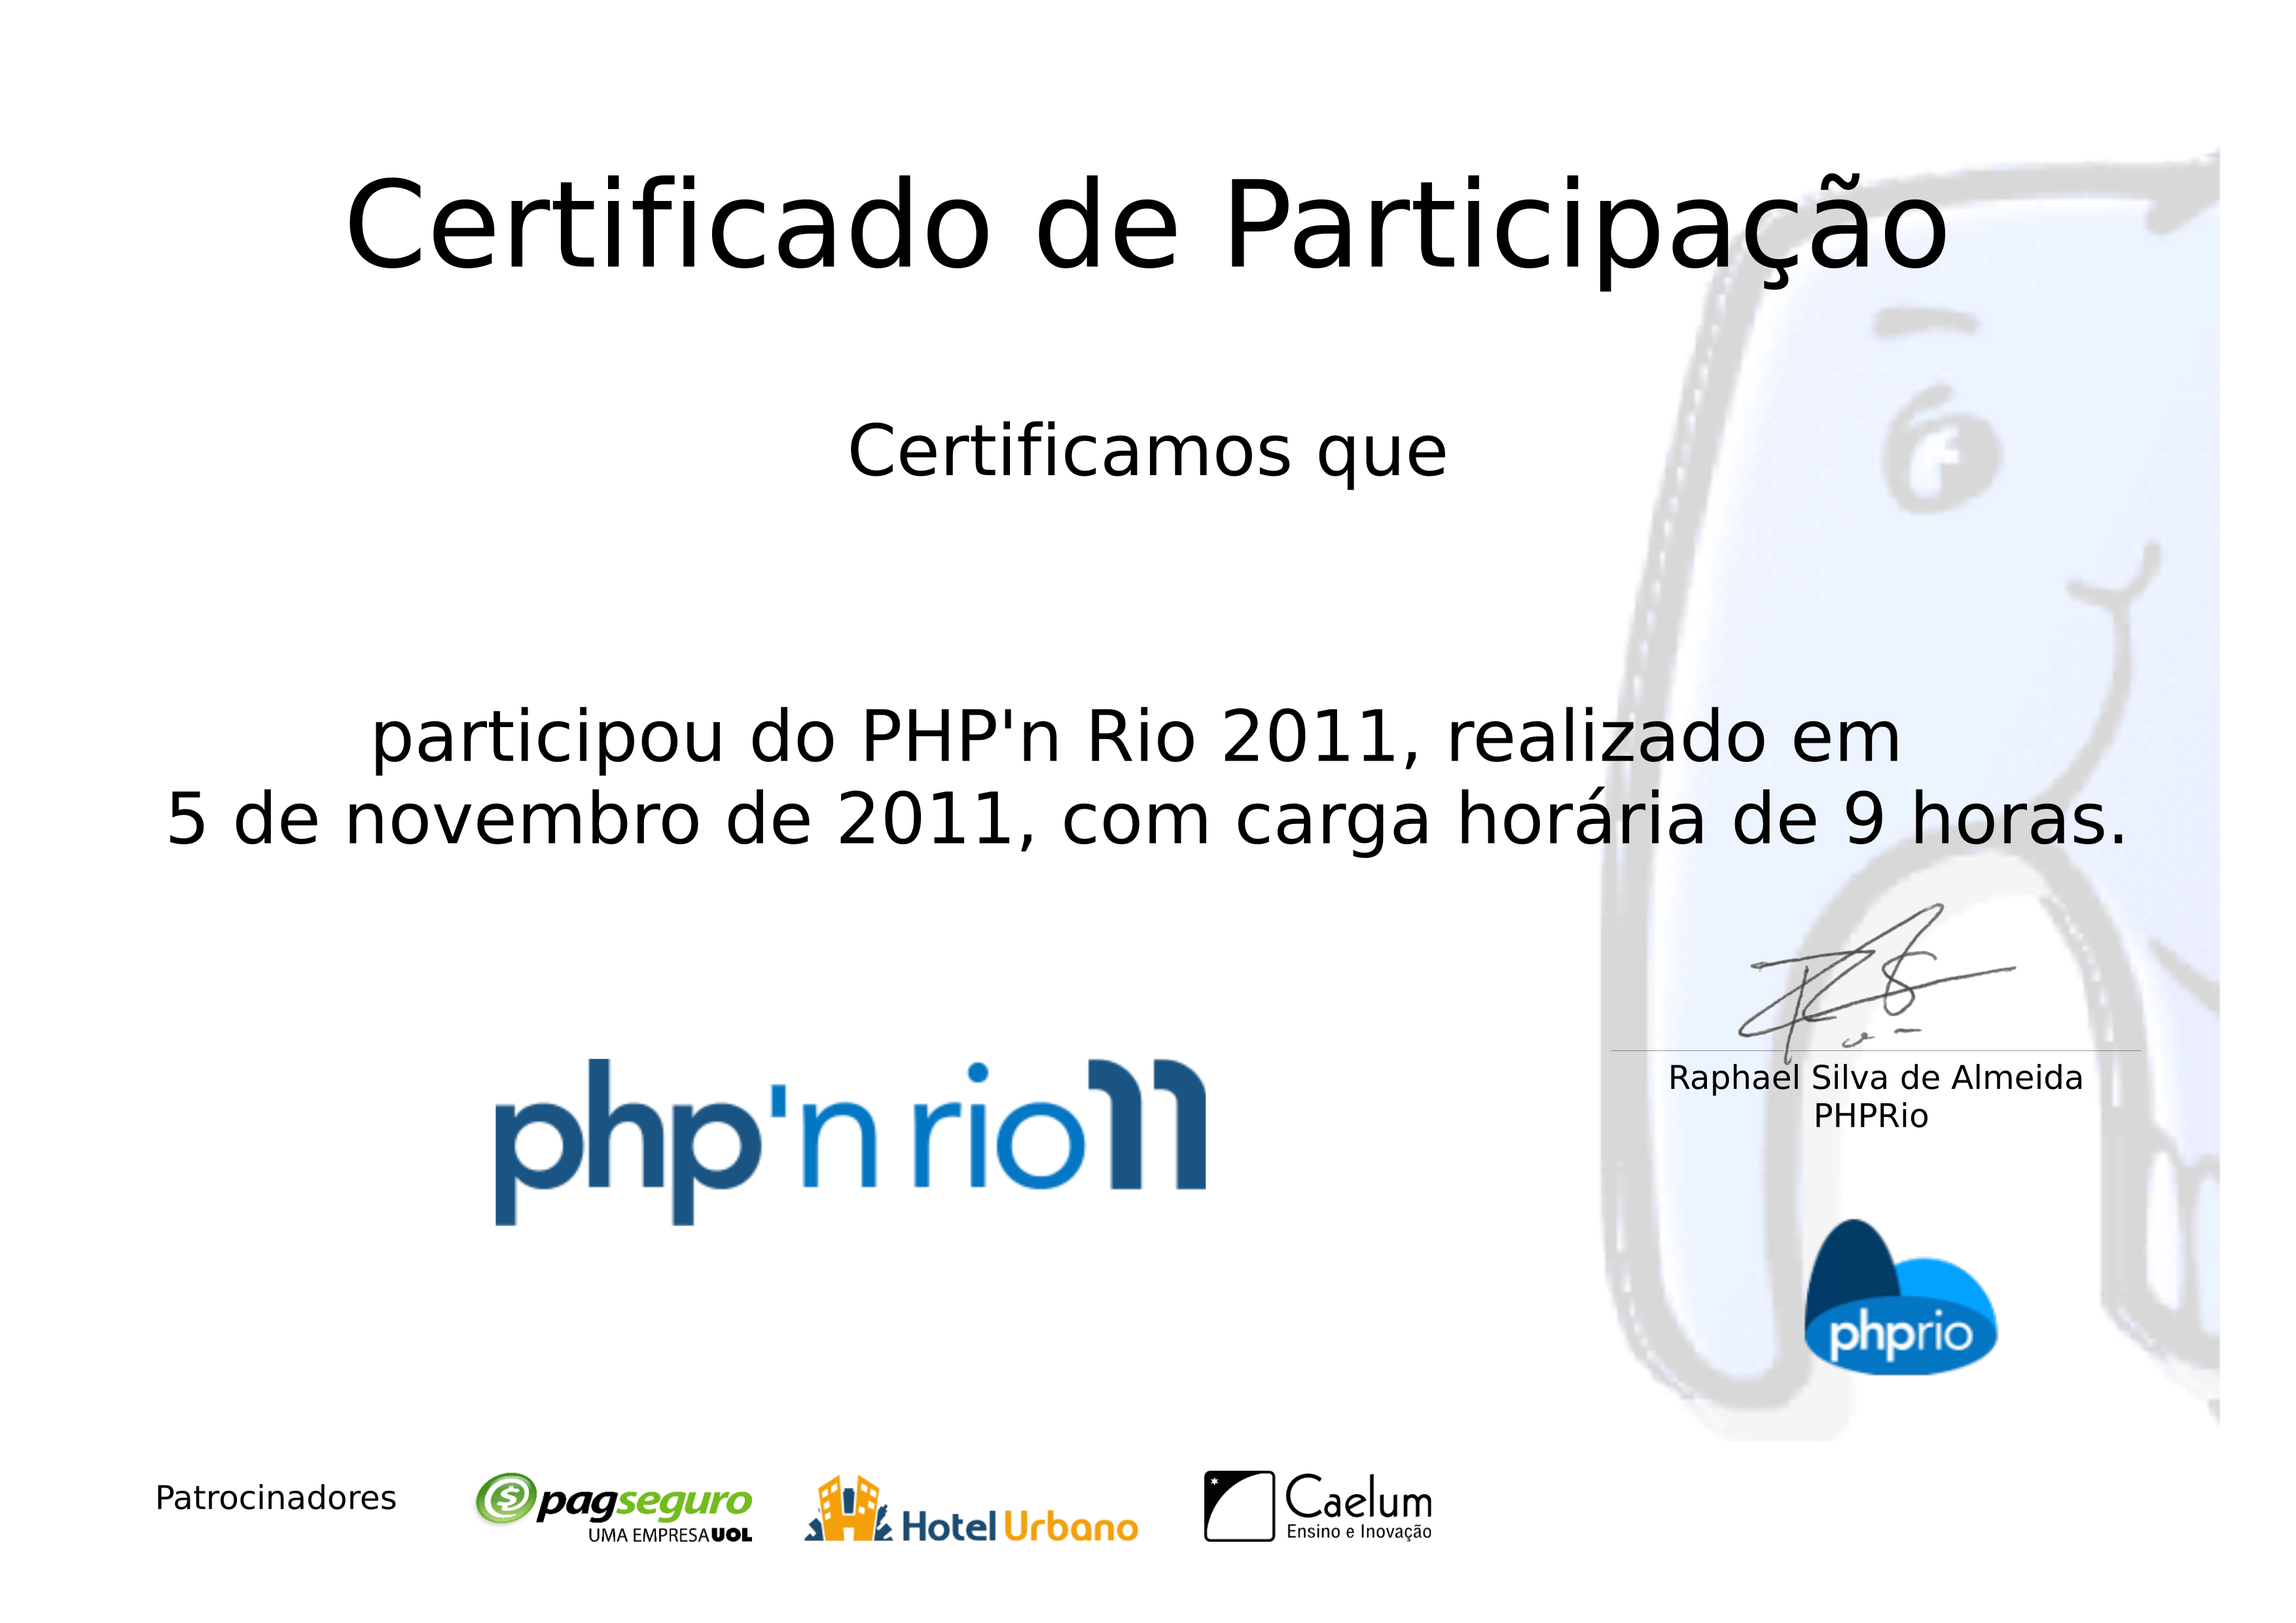 Certificado de Participação
Certificamos que
participou do PHP'n Rio 2011, realizado em
5 de novembro de 2011, com carga horária de 9 horas.
Raphael Silva de Almeida
PHPRio
php'n rio11
phprio
Patrocinadores
pagseguro
UMA EMPRESA UOL
Hotel Urbano
Caelum
Ensino e Inovação